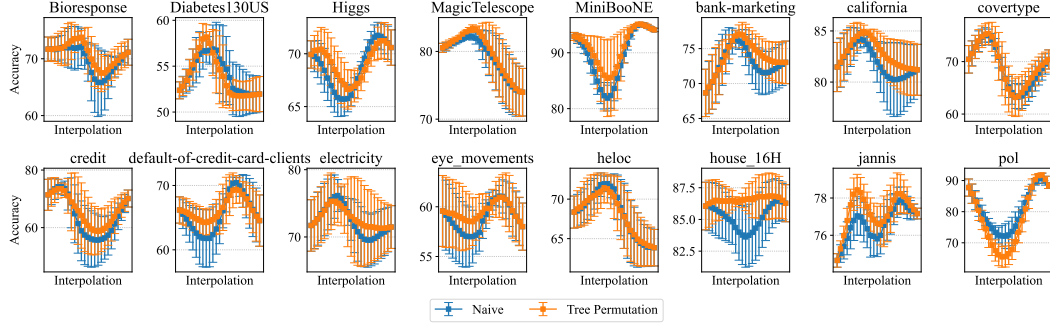 Bioresponse Diabetes130US Higgs MagicTelescope MiniBooNE bank-marketing california covertype
Accuracy
60 70
50 55 60
65 70
70 80
80 90
65 70 75
80 85
60 70
Interpolation Interpolation Interpolation Interpolation Interpolation Interpolation Interpolation Interpolation
credit default-of-credit-card-clients electricity eye_movements heloc house_16H jannis pol
Accuracy
60 80
60 70
70 80
55 60
65 70
82.5 85.0 87.5
76 78
70 80 90
Interpolation Interpolation Interpolation Interpolation Interpolation Interpolation Interpolation Interpolation
Naive Tree Permutation